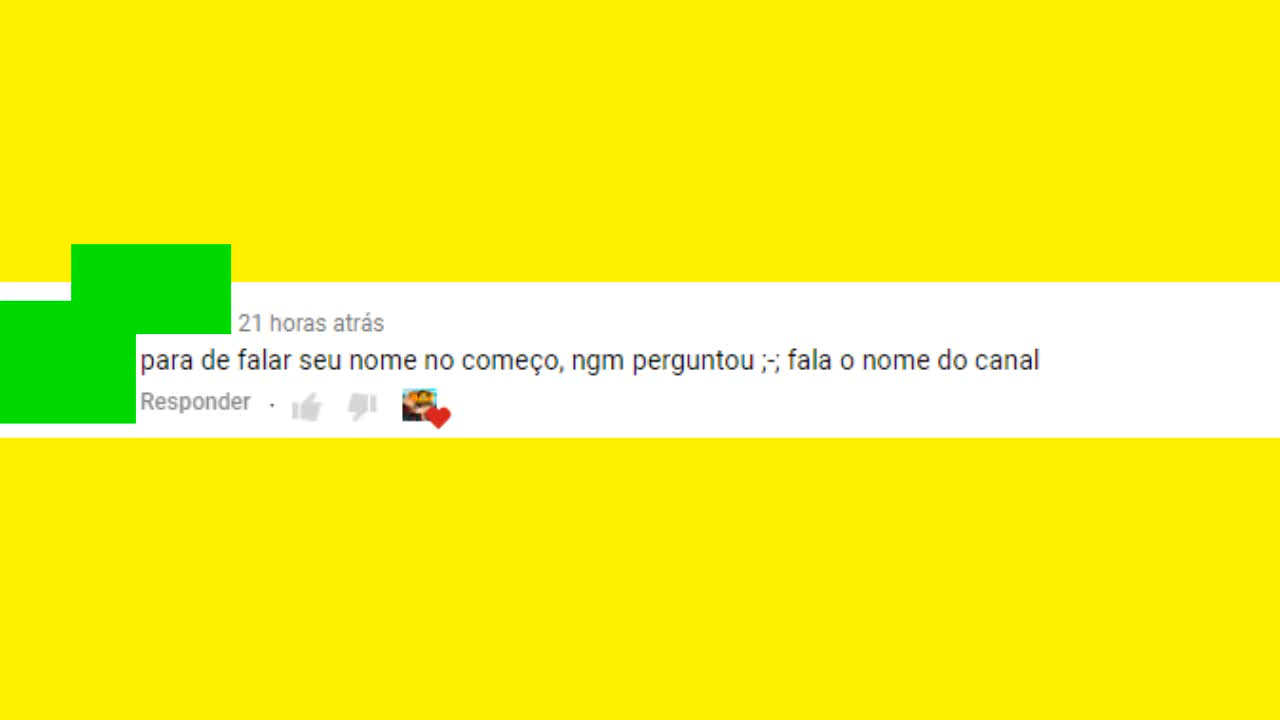 21 horas atrás
para de falar seu nome no começo, ngm perguntou ;-; fala o nome do canal
Responder ·